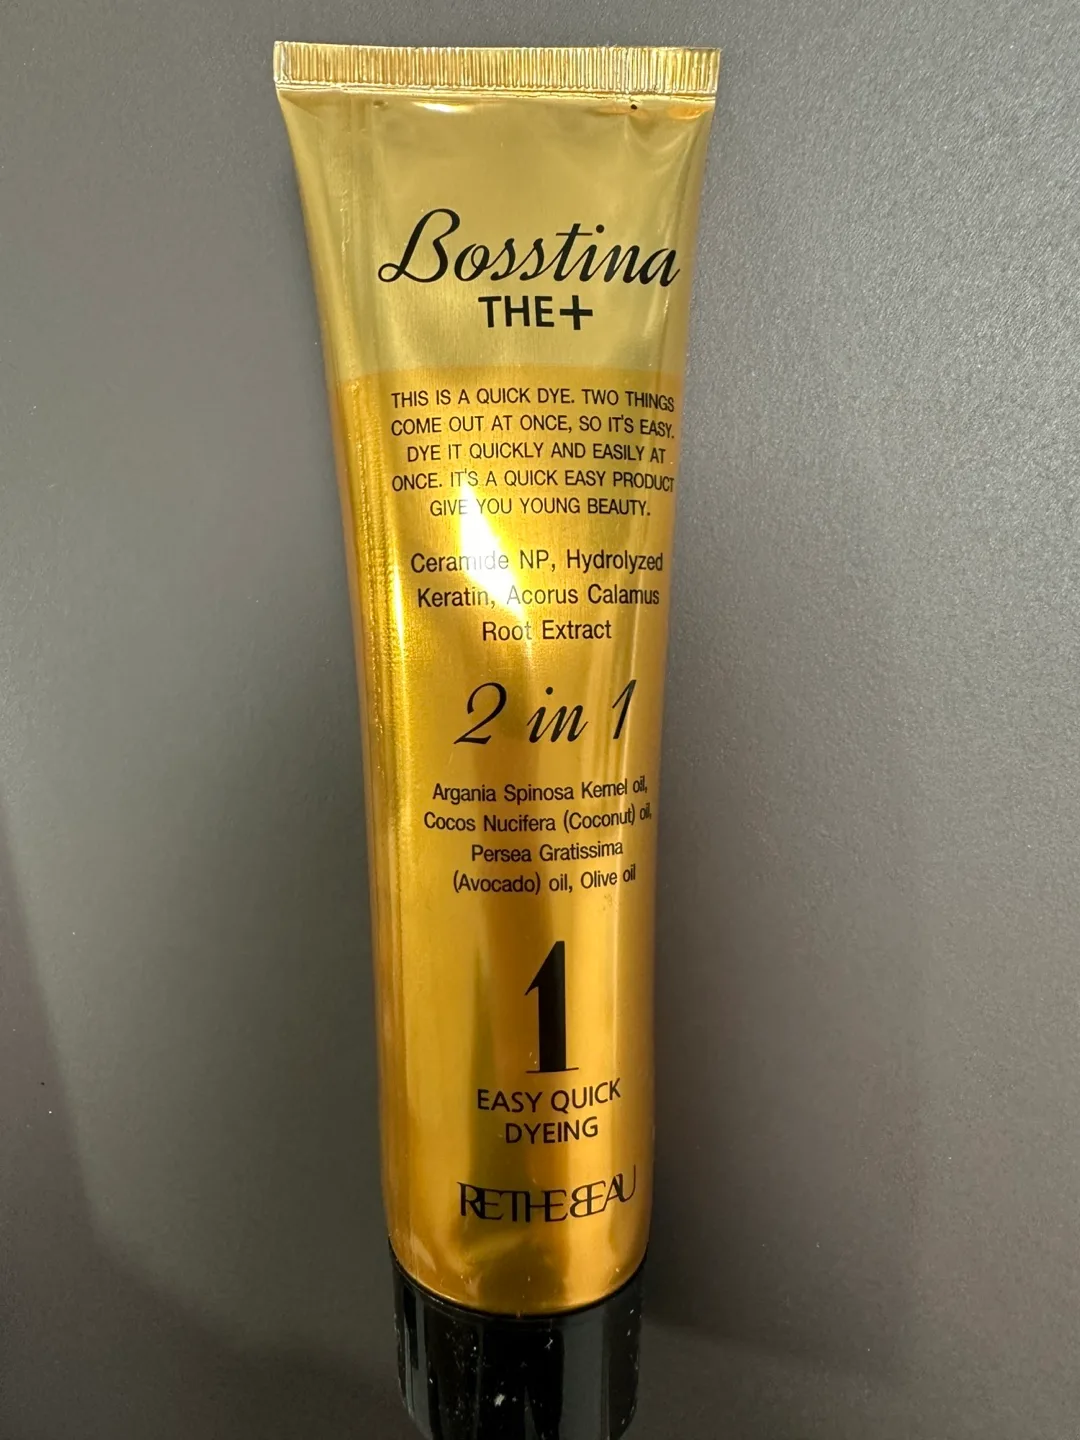 Bosstina
THE+
THIS IS A QUICK DYE. TWO THINGS
COME OUT AT ONCE, SO IT'S EASY.
DYE IT QUICKLY AND EASILY AT
ONCE. IT'S A QUICK EASY PRODUCT
GIVE YOU YOUNG BEAUTY.
Ceramide NP, Hydrolyzed
Keratin, Acorus Calamus
Root Extract
2 in 1
Argania Spinosa Kernel oil,
Cocos Nucifera (Coconut) oil,
Persea Gratissima
(Avocado) oil, Olive oil
1
EASY QUICK
DYEING
RETHEBEAU